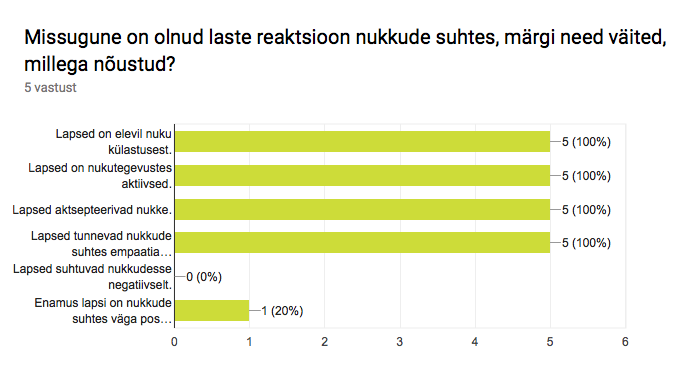 Missugune on olnud laste reaktsioon nukkude suhtes, märgi need väited,
millega nõustud?
5 vastust
Lapsed on elevil nuku
külastusest.
5 (100%)
Lapsed on nukutegevustes
aktiivsed.
5 (100%)
Lapsed aktsepteerivad nukke.
5 (100%)
Lapsed tunnevad nukkude
suhtes empaatia…
5 (100%)
Lapsed suhtuvad nukkudesse
negatiivselt.
0 (0%)
Enamus lapsi on nukkude
suhtes väga pos…
1 (20%)
0 1 2 3 4 5 6